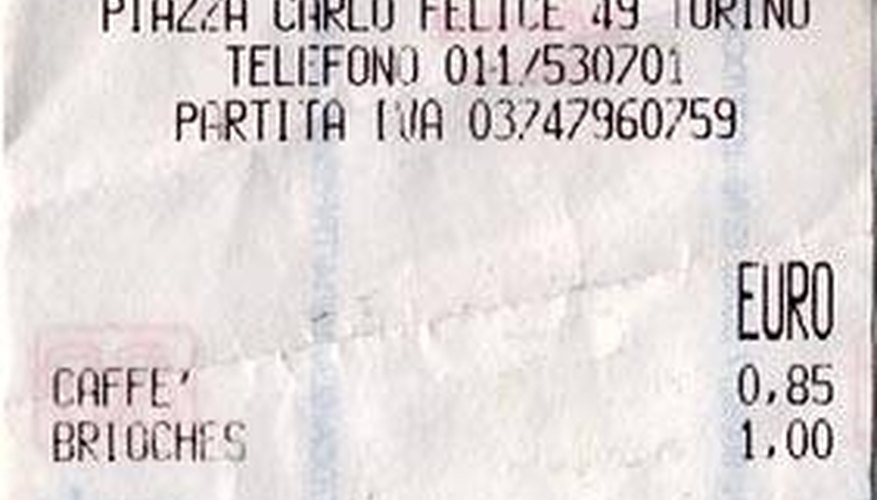 PIAZZA CARLO FELICE 49 TORINO
TELEFONO 011/530701
PARTITA IVA 03747960759
EURO
CAFFE' 0,85
BRIOCHES 1,00